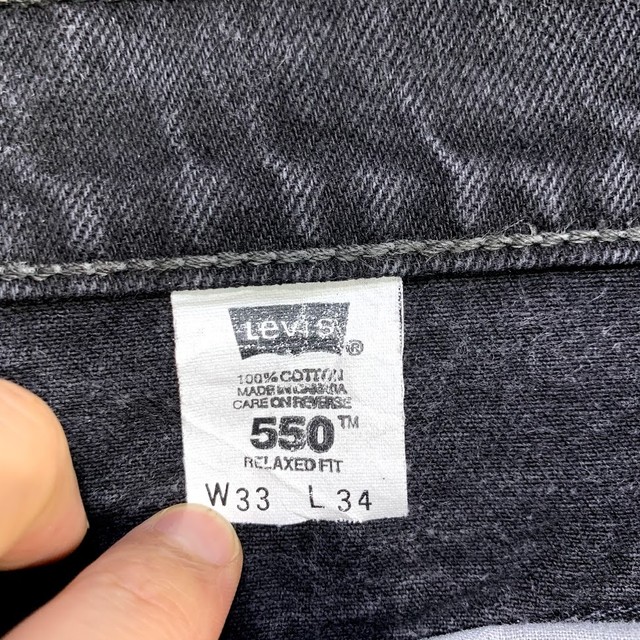 LEVI'S ®
100% COTTON
MADE IN CANADA
CARE ON REVERSE
550™
RELAXED FIT
W33 L34